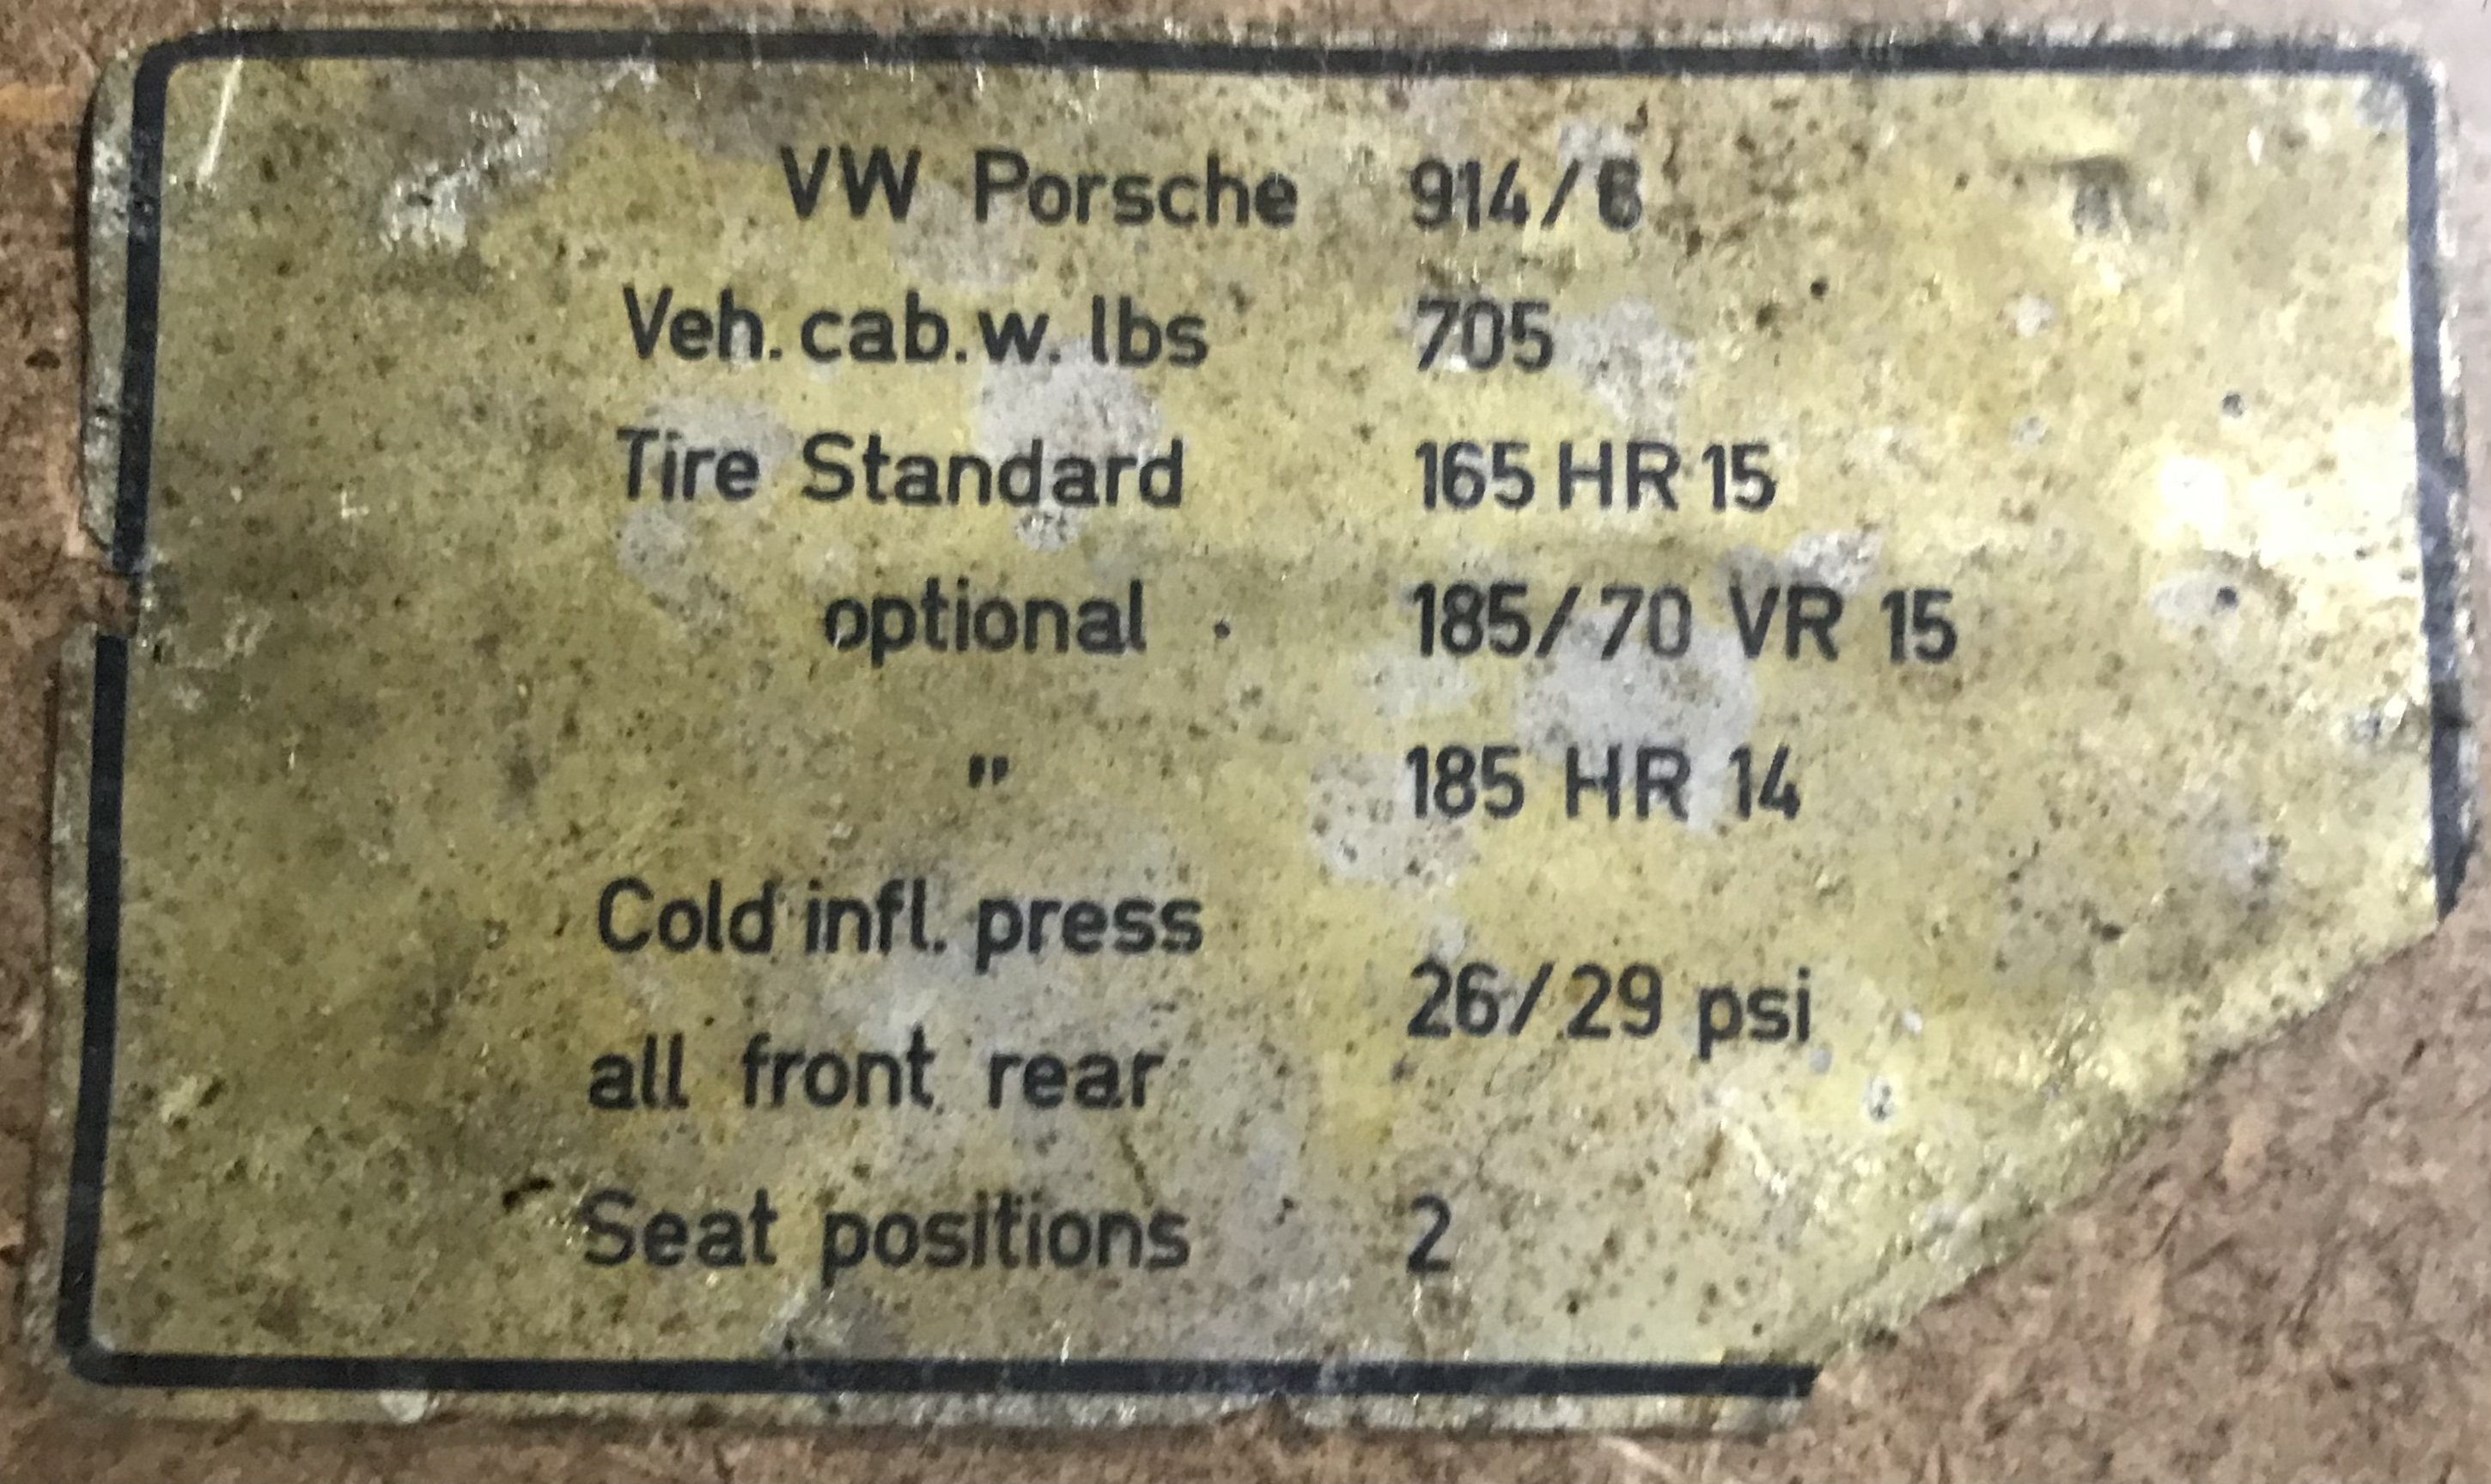 VW Porsche 914/6
Veh. cab. w. lbs 705
Tire Standard 165 HR 15
optional 185/70 VR 15
" 185 HR 14
Cold infl. press
26/29 psi
all front rear
Seat positions 2